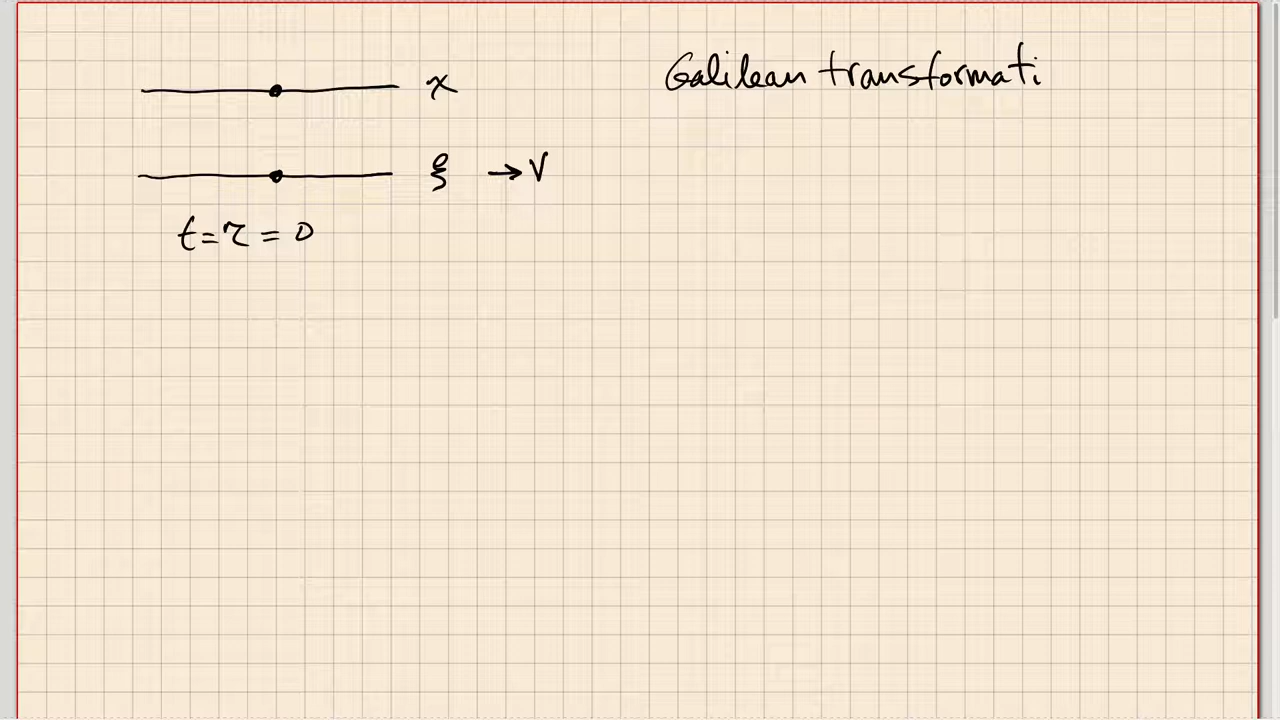 x
ξ → V
t = τ = 0
Galilean transformati